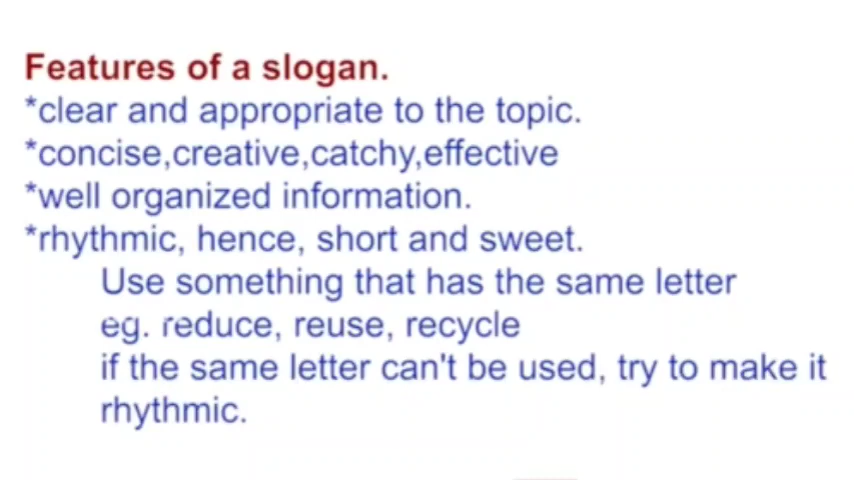 Features of a slogan.
*clear and appropriate to the topic.
*concise,creative,catchy,effective
*well organized information.
*rhythmic, hence, short and sweet.
Use something that has the same letter
eg. reduce, reuse, recycle
if the same letter can't be used, try to make it
rhythmic.